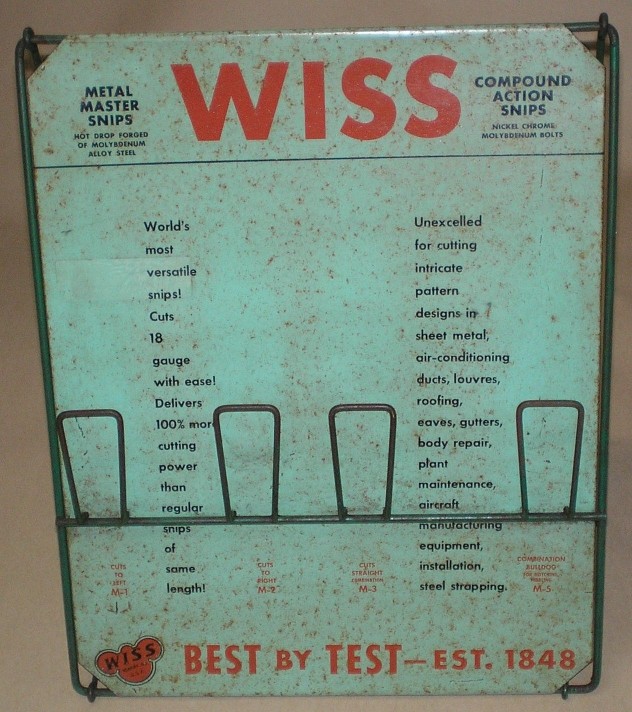 WISS
METAL
MASTER
SNIPS
HOT DROP FORGED
OF MOLYBDENUM
ALLOY STEEL
COMPOUND
ACTION
SNIPS
NICKEL CHROME
MOLYBDENUM BOLTS
World's
most
versatile
snips!
Cuts
18
gauge
with ease!
Delivers
100% more
cutting
power
than
regular
snips
of
same
length!
Unexcelled
for cutting
intricate
pattern
designs in
sheet metal;
air-conditioning
ducts, louvres,
roofing,
eaves, gutters,
body repair,
plant
maintenance,
aircraft
manufacturing
equipment,
installation,
steel strapping.
CUTS
TO
LEFT
M-1
CUTS
TO
RIGHT
M-2
CUTS
STRAIGHT
COMBINATION
M-3
COMBINATION
BULLDOG
M-5
WISS
BEST BY TEST—EST. 1848